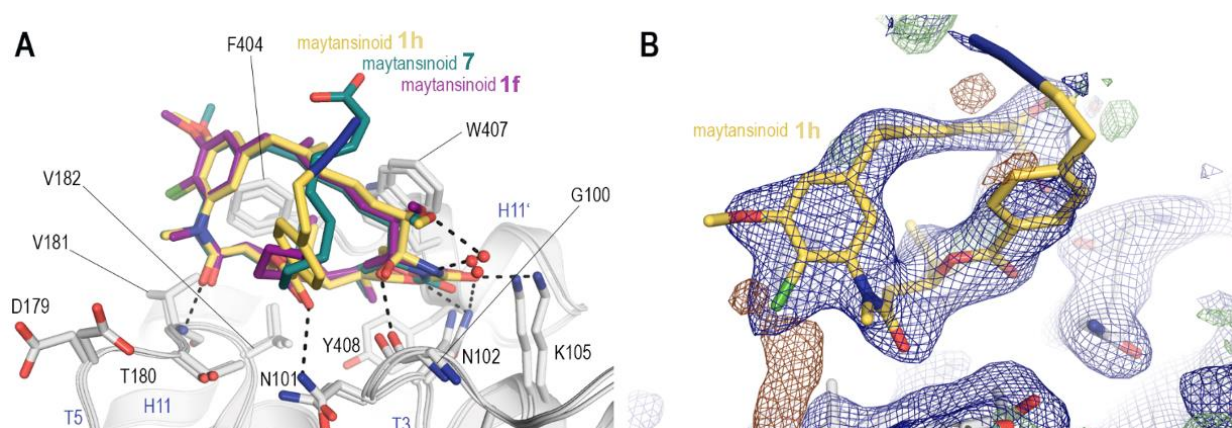 A
F404
maytansinoid 1h
maytansinoid 7
maytansinoid 1f
W407
V182
G100
H11‘
V181
D179
T180
Y408
N102
K105
N101
H11
T5
T3
B
maytansinoid 1h